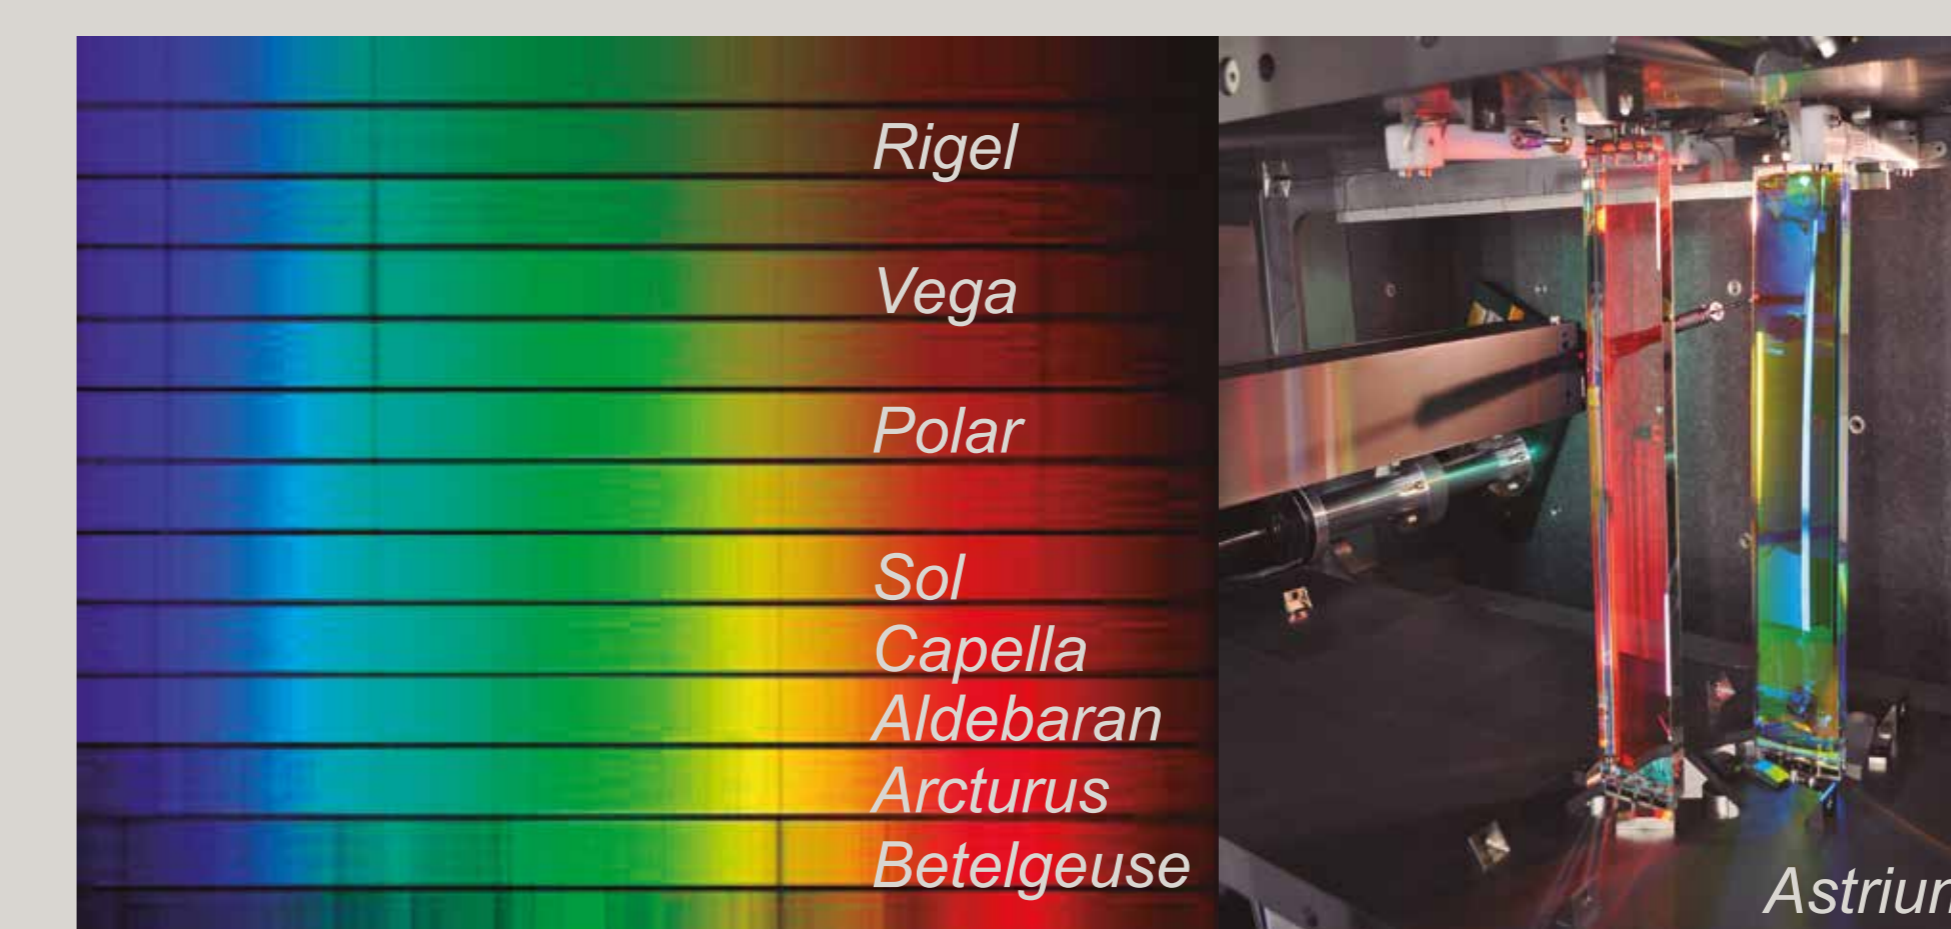 Rigel
Vega
Polar
Sol
Capella
Aldebaran
Arcturus
Betelgeuse